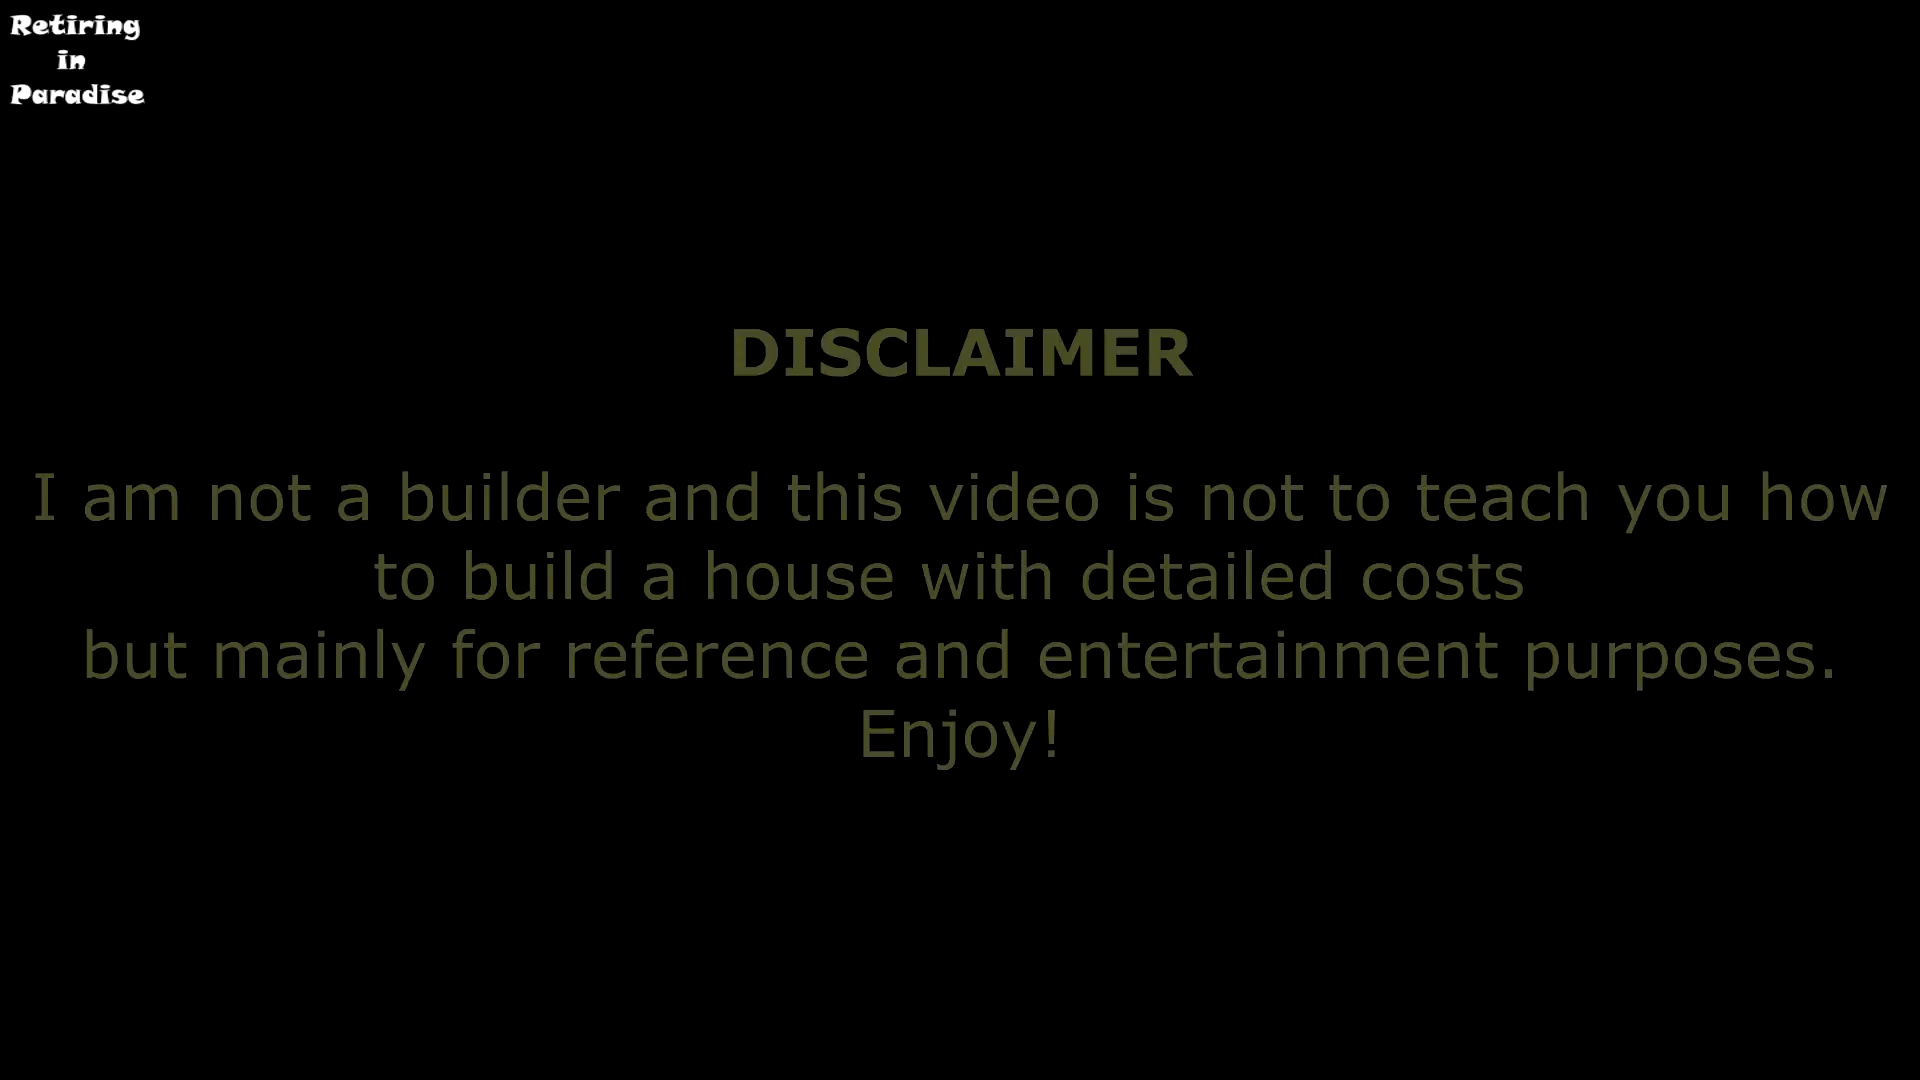 Retiring
in
Paradise
DISCLAIMER
I am not a builder and this video is not to teach you how
to build a house with detailed costs
but mainly for reference and entertainment purposes.
Enjoy!